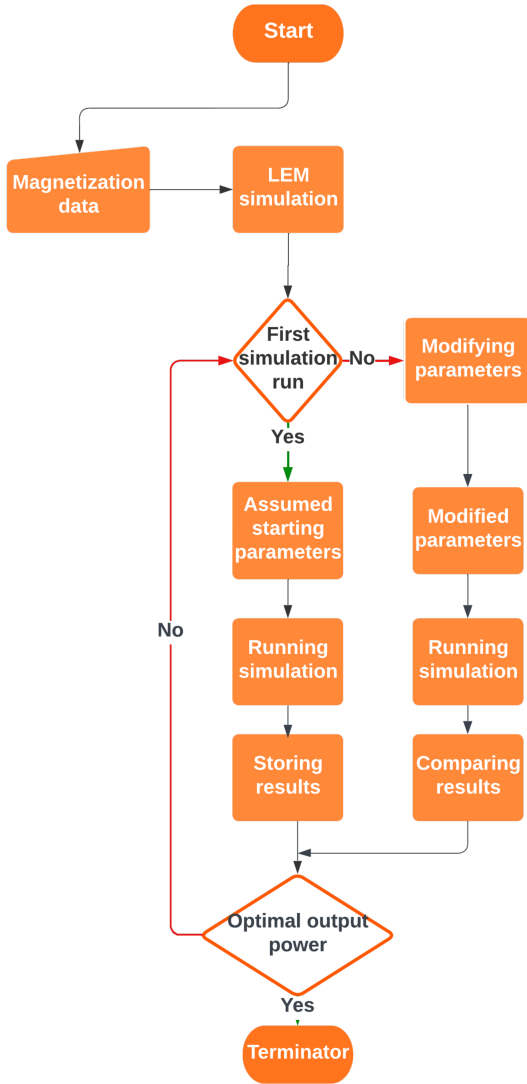 Start
Magnetization
data
LEM
simulation
First
simulation
run
No
Modifying
parameters
Yes
Assumed
starting
parameters
Modified
parameters
No
Running
simulation
Running
simulation
Storing
results
Comparing
results
Optimal output
power
Yes
Terminator